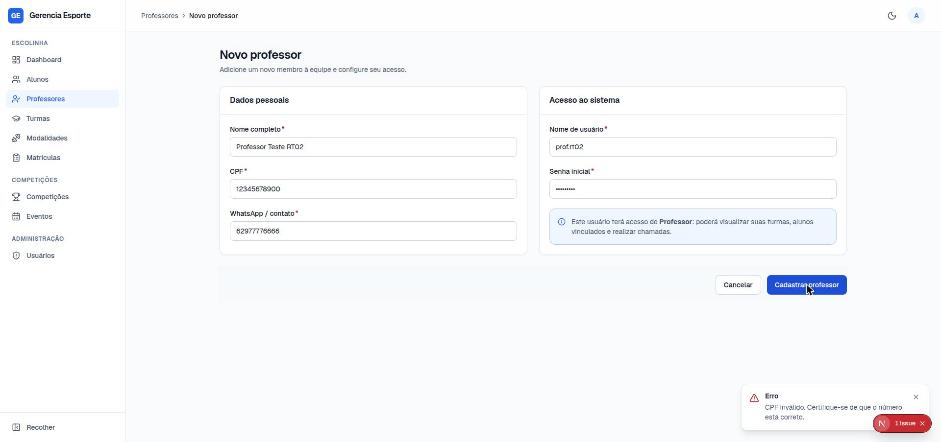 GE Gerencia Esporte
Professores > Novo professor
A
ESCOLINHA
Dashboard
Alunos
Professores
Turmas
Modalidades
Matrículas
COMPETIÇÕES
Competições
Eventos
ADMINISTRAÇÃO
Usuários
Recolher
Novo professor
Adicione um novo membro à equipe e configure seu acesso.
Dados pessoais
Nome completo*
Professor Teste RT02
CPF*
12345678900
WhatsApp / contato*
62977776666
Acesso ao sistema
Nome de usuário*
prof.rt02
Senha inicial*
•••••••••
Este usuário terá acesso de Professor: poderá visualizar suas turmas, alunos
vinculados e realizar chamadas.
Cancelar
Cadastrar professor
Erro
CPF inválido. Certifique-se de que o número
está correto.
N 1 Issue